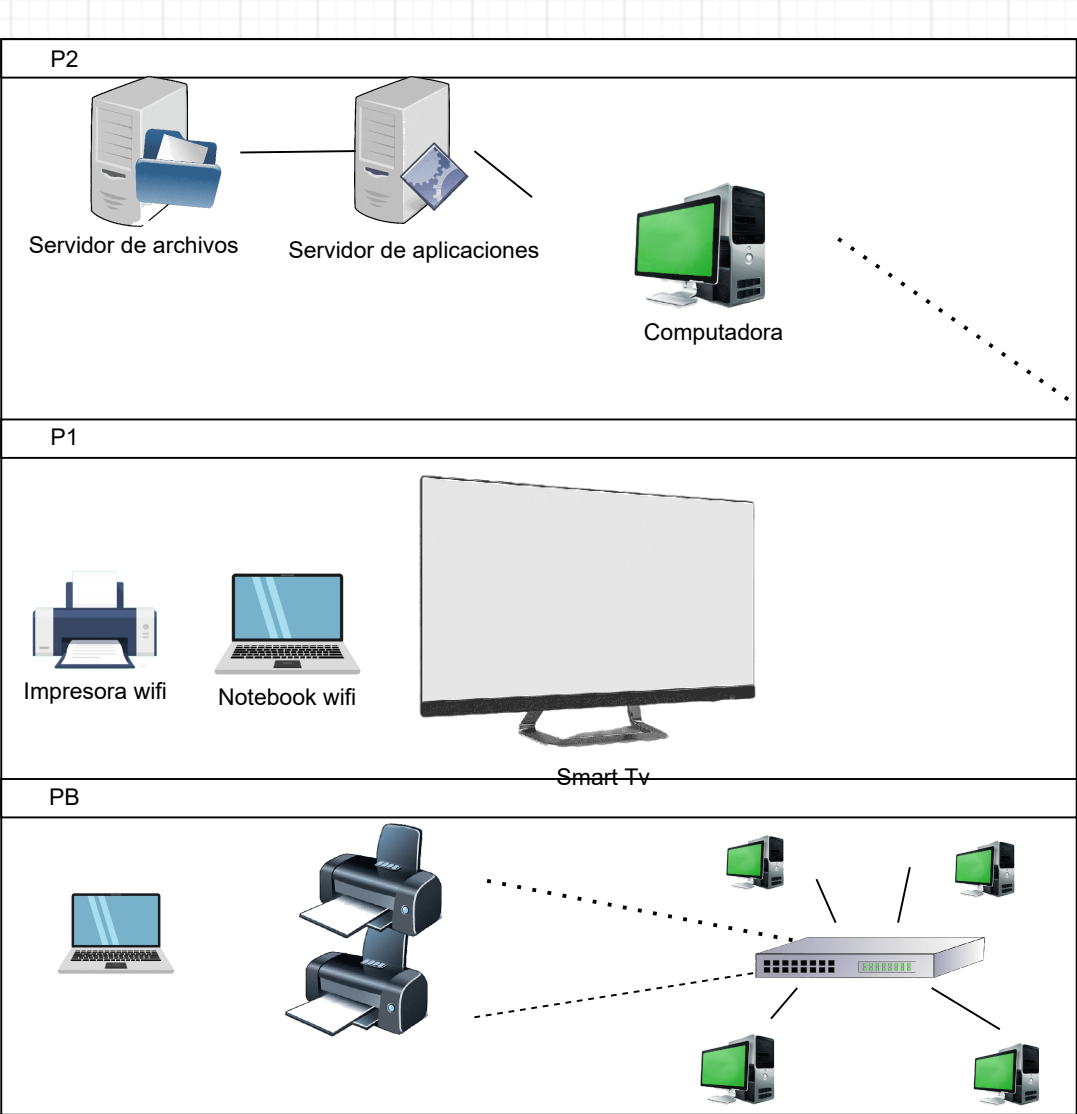 P2
Servidor de archivos
Servidor de aplicaciones
Computadora
P1
Impresora wifi
Notebook wifi
Smart Tv
PB